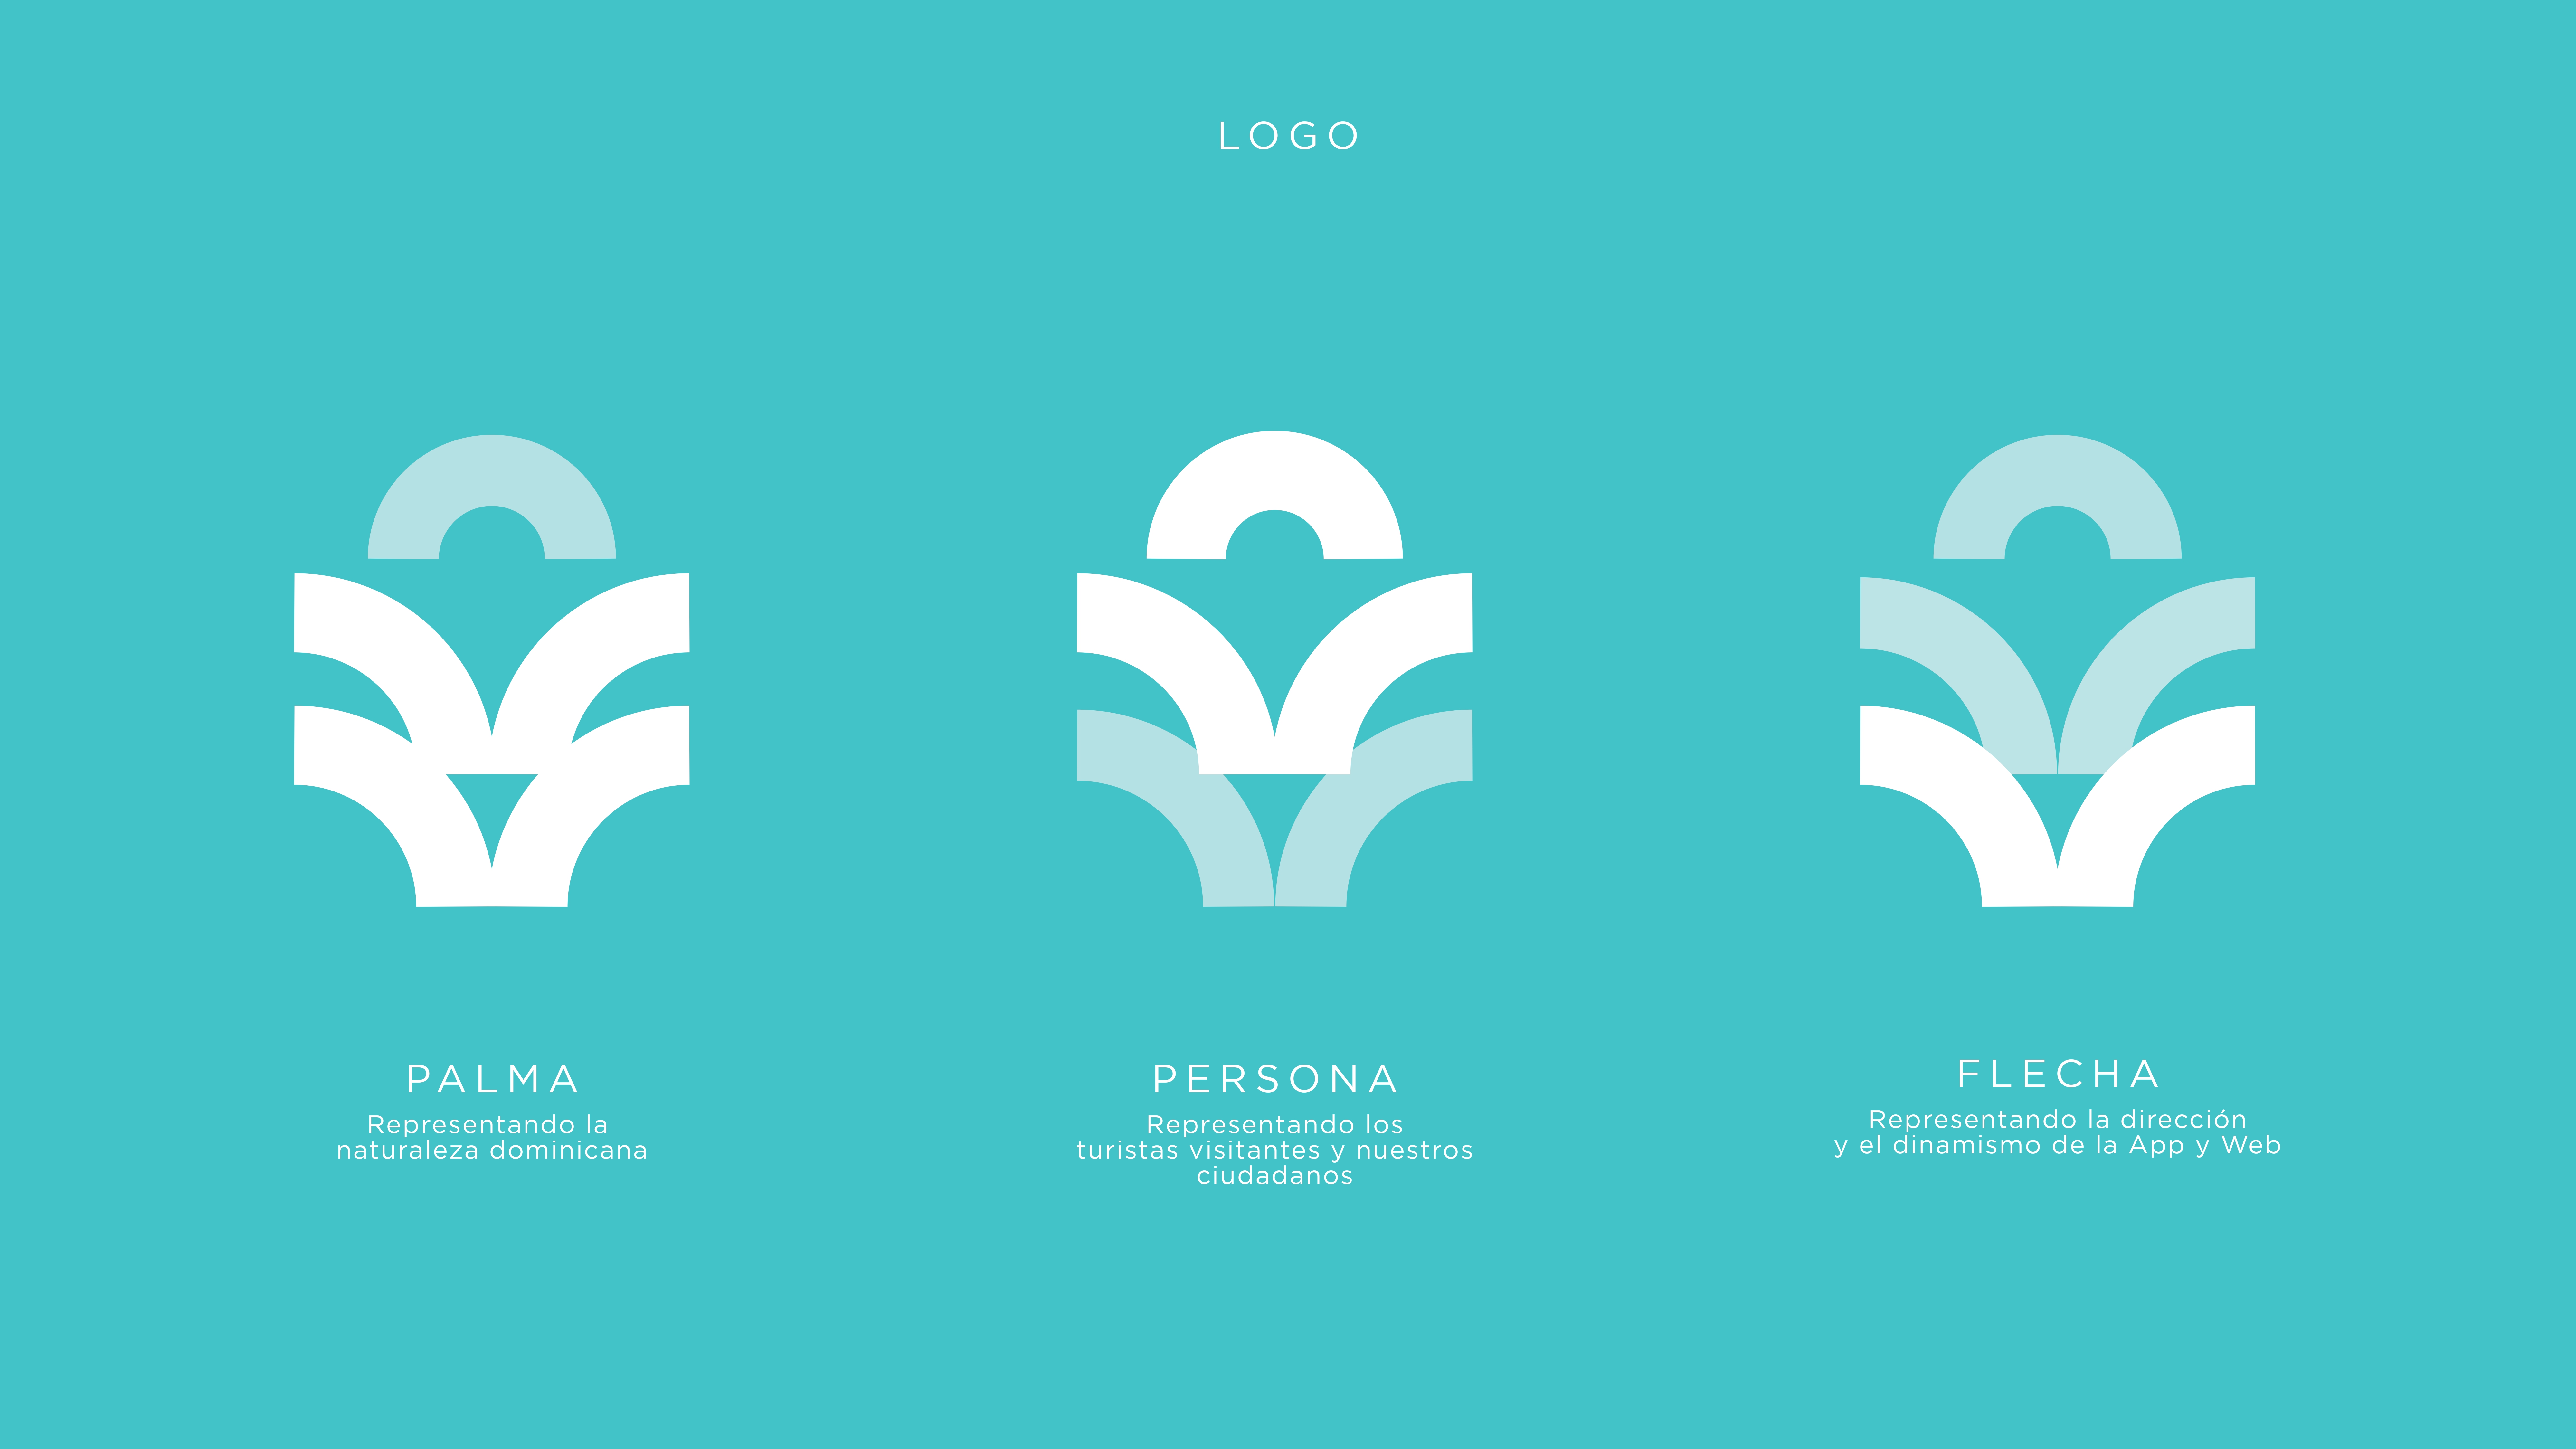 LOGO
PALMA
Representando la
naturaleza dominicana
PERSONA
Representando los
turistas visitantes y nuestros
ciudadanos
FLECHA
Representando la dirección
y el dinamismo de la App y Web